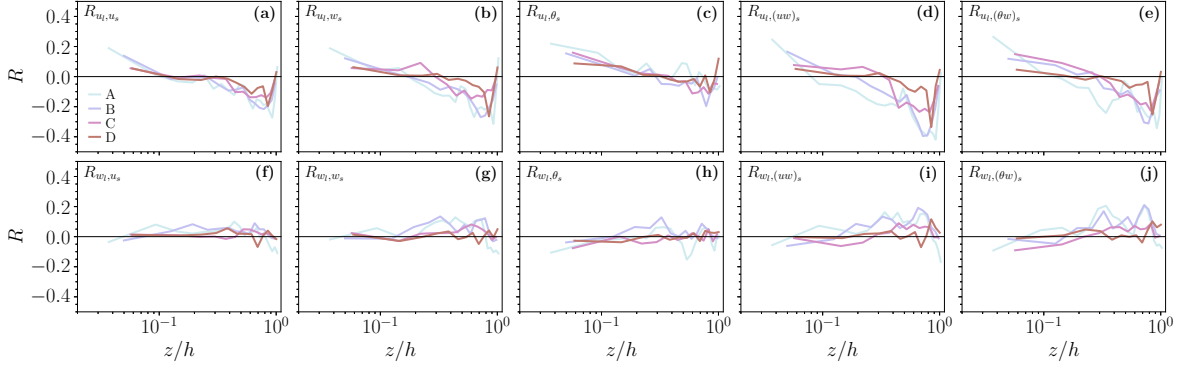 R_{u_l,u_s} (a) R_{u_l,w_s} (b) R_{u_l,θ_s} (c) R_{u_l,(uw)_s} (d) R_{u_l,(θw)_s} (e)
0.4
0.2
0.0
−0.2
−0.4
R
A
B
C
D
R_{w_l,u_s} (f) R_{w_l,w_s} (g) R_{w_l,θ_s} (h) R_{w_l,(uw)_s} (i) R_{w_l,(θw)_s} (j)
0.4
0.2
0.0
−0.2
−0.4
R
10^{−1} 10^{0} 10^{−1} 10^{0} 10^{−1} 10^{0} 10^{−1} 10^{0} 10^{−1} 10^{0}
z/h z/h z/h z/h z/h